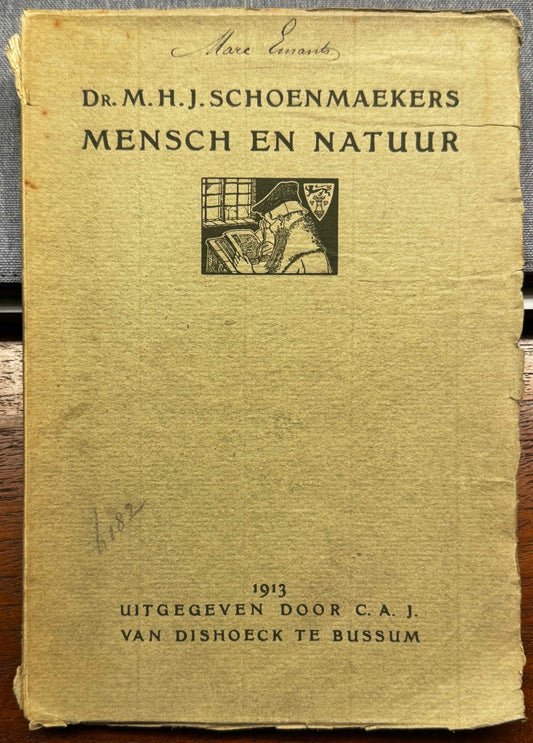 Marc Emants
DR. M. H. J. SCHOENMAEKERS
MENSCH EN NATUUR
1913
UITGEGEVEN DOOR C. A. J.
VAN DISHOECK TE BUSSUM